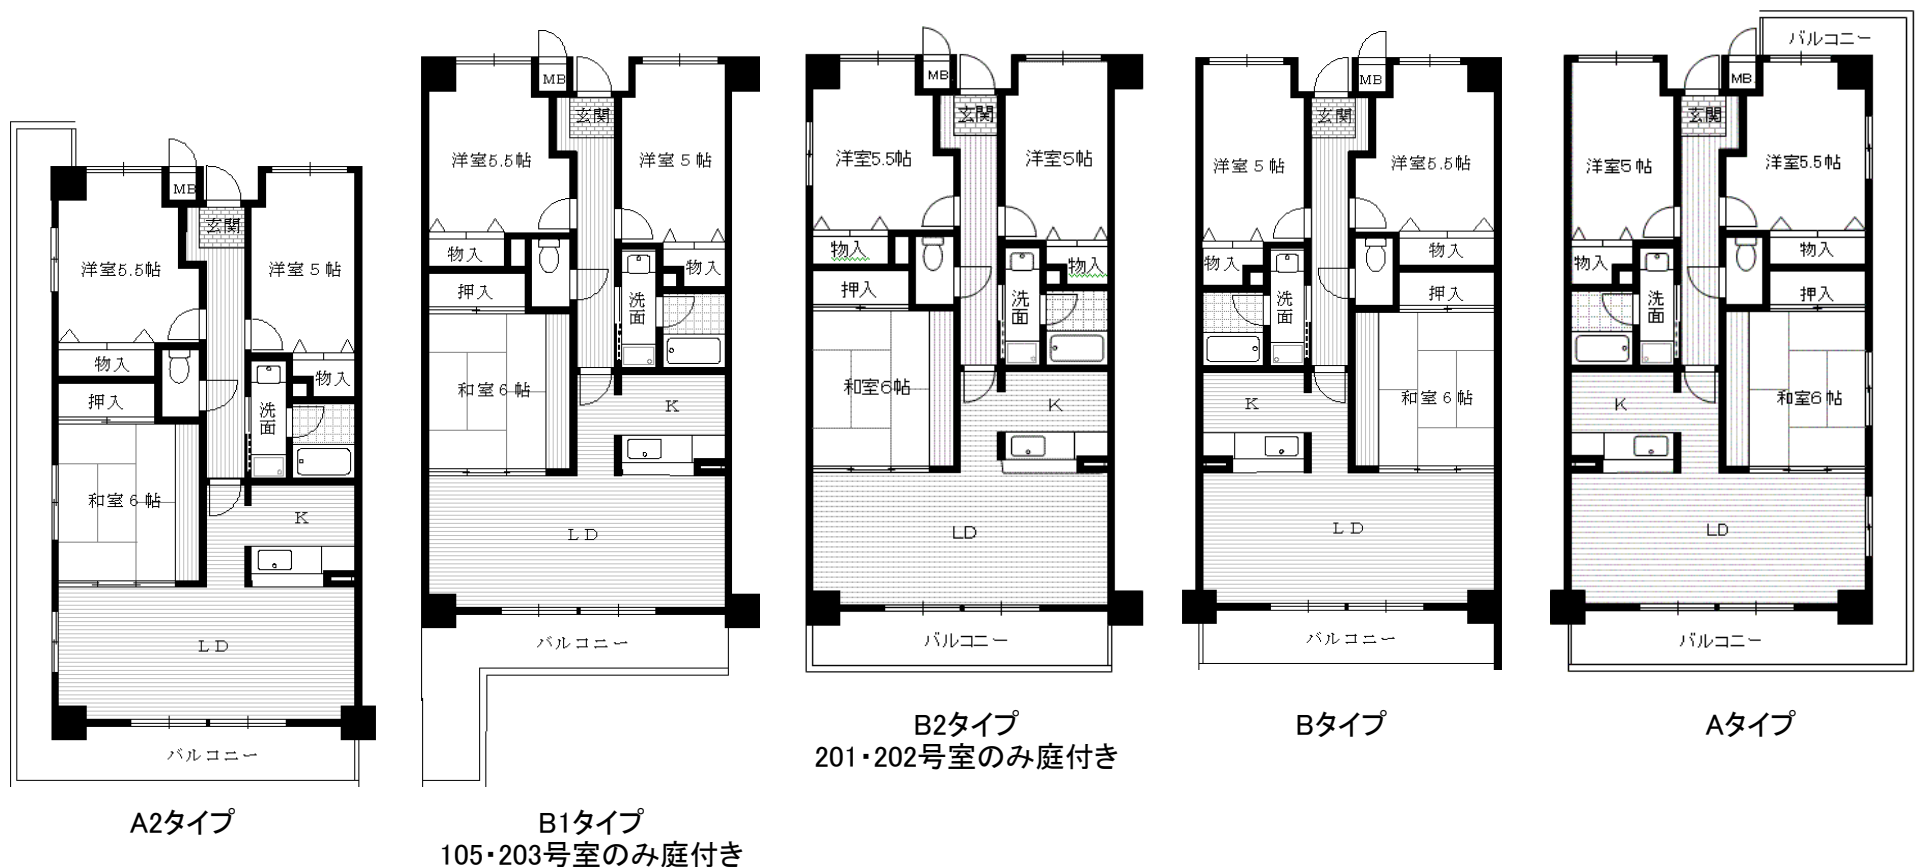 MB
玄関
洋室5.5帖
洋室 5 帖
物入
物入
押入
洗面
和室 6 帖
K
LD
バルコニー
A2タイプ
MB
玄関
洋室5.5帖
洋室 5 帖
物入
物入
押入
洗面
和室 6 帖
K
LD
バルコニー
B1タイプ
105・203号室のみ庭付き
MB
玄関
洋室5.5帖
洋室5帖
物入
物入
押入
洗面
和室6帖
K
LD
バルコニー
B2タイプ
201・202号室のみ庭付き
MB
玄関
洋室 5 帖
洋室5.5帖
物入
物入
押入
洗面
K
和室 6 帖
LD
バルコニー
Bタイプ
バルコニー
MB
玄関
洋室5帖
洋室5.5帖
物入
物入
押入
洗面
K
和室6帖
LD
バルコニー
Aタイプ